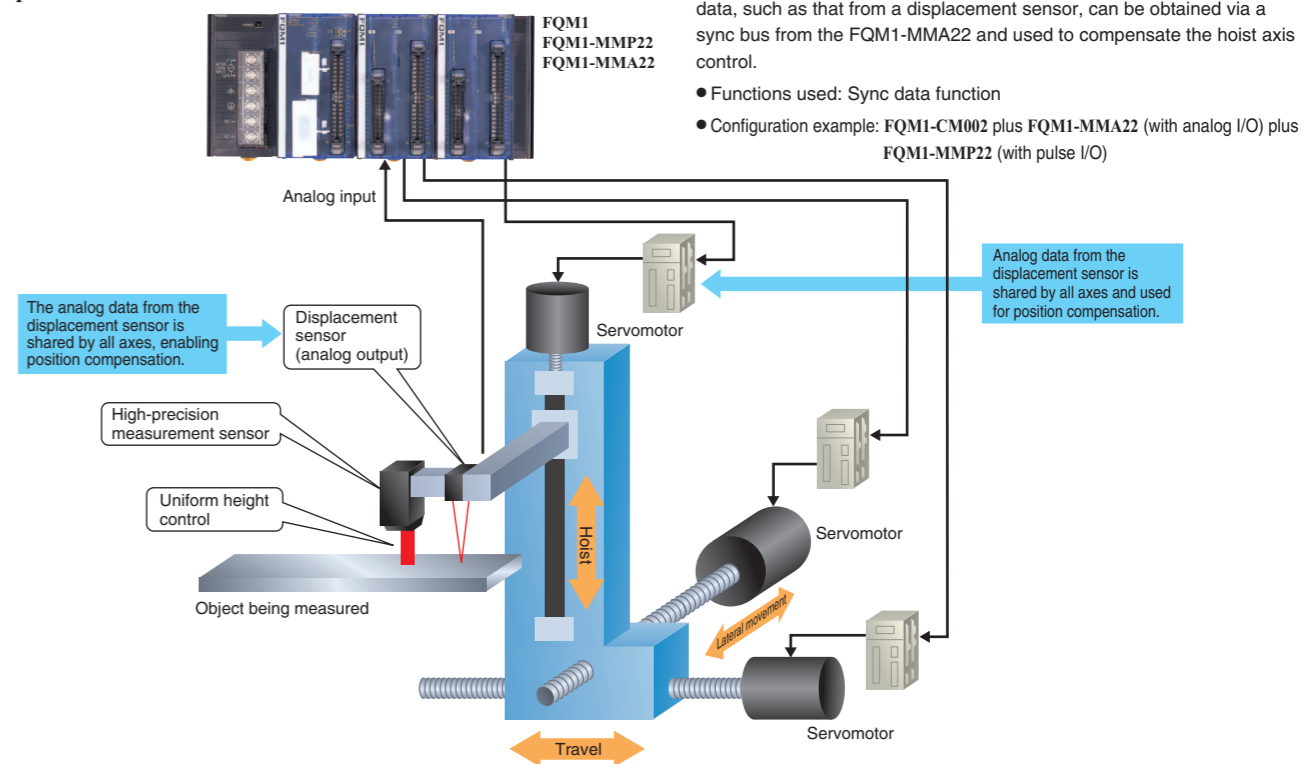 FQM1
FQM1-MMP22
FQM1-MMA22
data, such as that from a displacement sensor, can be obtained via a
sync bus from the FQM1-MMA22 and used to compensate the hoist axis
control.
● Functions used: Sync data function
● Configuration example: FQM1-CM002 plus FQM1-MMA22 (with analog I/O) plus
FQM1-MMP22 (with pulse I/O)
Analog input
The analog data from the
displacement sensor is
shared by all axes, enabling
position compensation.
Displacement
sensor
(analog output)
Servomotor
Analog data from the
displacement sensor is
shared by all axes and used
for position compensation.
High-precision
measurement sensor
Uniform height
control
Hoist
Servomotor
Object being measured
Lateral movement
Servomotor
Travel